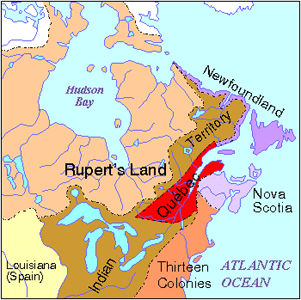 Hudson
Bay
Newfoundland
Territory
Rupert's Land
Quebec
Nova
Scotia
Indian
Louisiana
(Spain)
Thirteen
Colonies
ATLANTIC
OCEAN